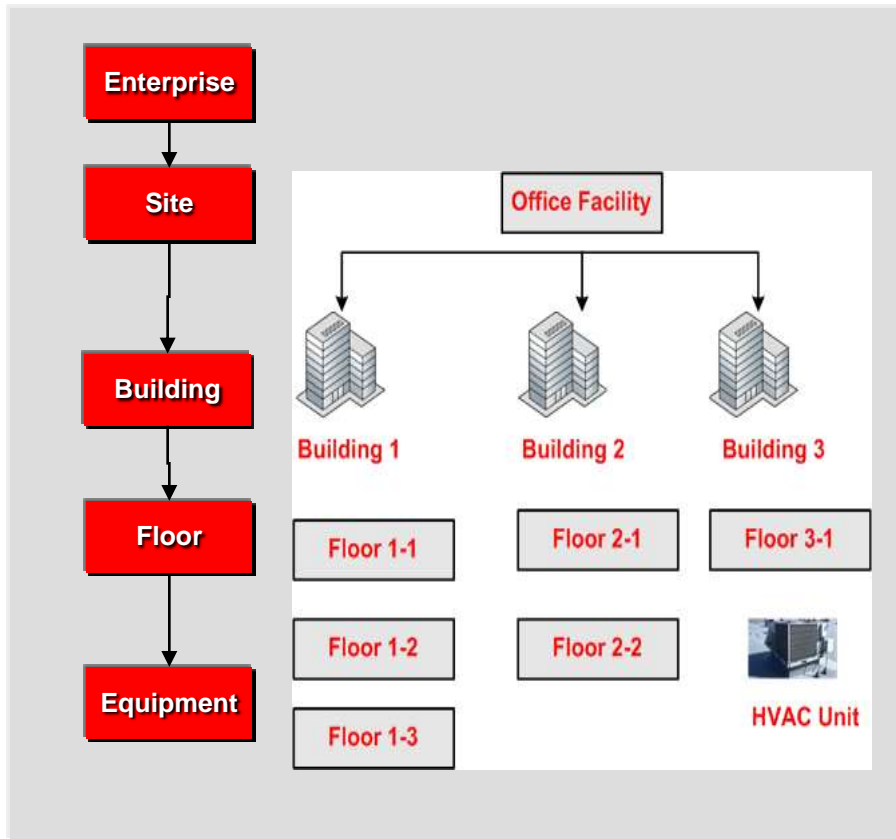 Enterprise
Site
Building
Floor
Equipment
Office Facility
Building 1
Building 2
Building 3
Floor 1-1
Floor 2-1
Floor 3-1
Floor 1-2
Floor 2-2
HVAC Unit
Floor 1-3